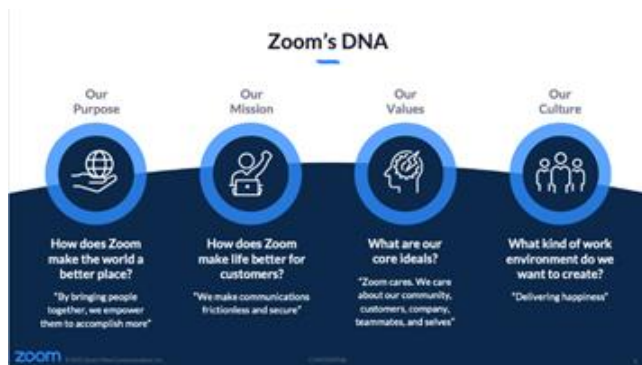 Zoom's DNA
Our
Purpose
Our
Mission
Our
Values
Our
Culture
How does Zoom
make the world a
better place?
"By bringing people
together, we empower
them to accomplish more"
How does Zoom
make life better for
customers?
"We make communications
frictionless and secure"
What are our
core ideals?
"Zoom cares. We care
about our community,
customers, company,
teammates, and selves"
What kind of work
environment do we
want to create?
"Delivering happiness"
zoom